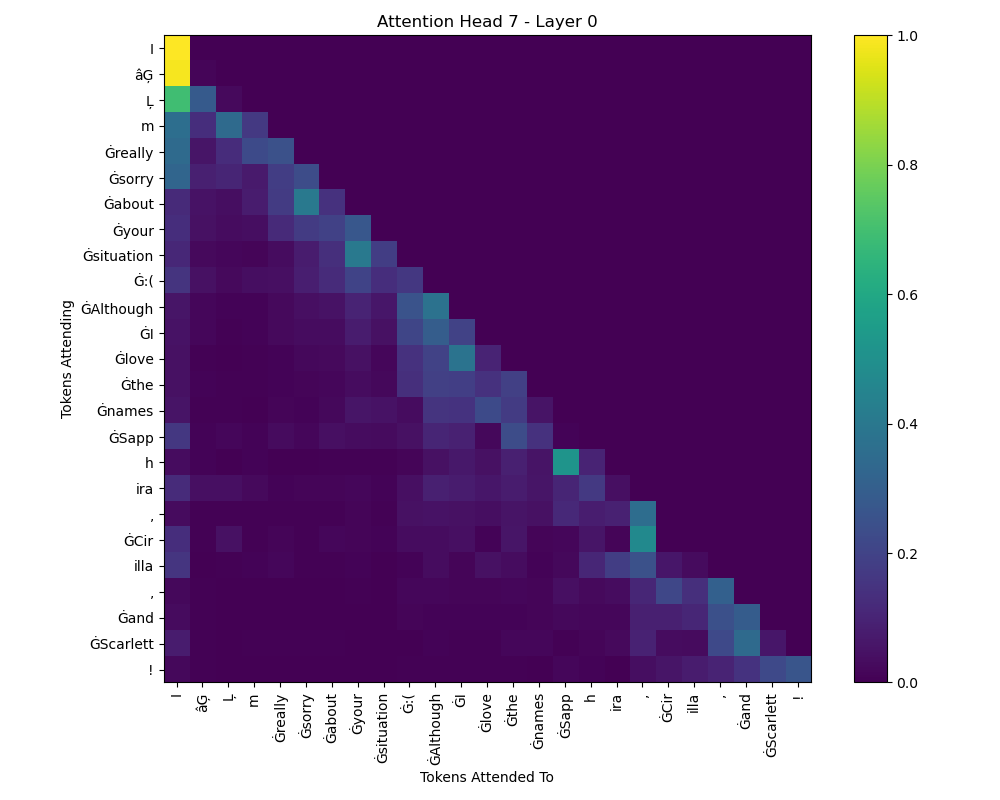 Attention Head 7 - Layer 0
I
âĢ
Ļ
m
Ġreally
Ġsorry
Ġabout
Ġyour
Ġsituation
Ġ:(
ĠAlthough
ĠI
Ġlove
Ġthe
Ġnames
ĠSapp
h
ira
,
ĠCir
illa
,
Ġand
ĠScarlett
!
Tokens Attending
I
âĢ
Ļ
m
Ġreally
Ġsorry
Ġabout
Ġyour
Ġsituation
Ġ:(
ĠAlthough
ĠI
Ġlove
Ġthe
Ġnames
ĠSapp
h
ira
,
ĠCir
illa
,
Ġand
ĠScarlett
!
Tokens Attended To
1.0
0.8
0.6
0.4
0.2
0.0